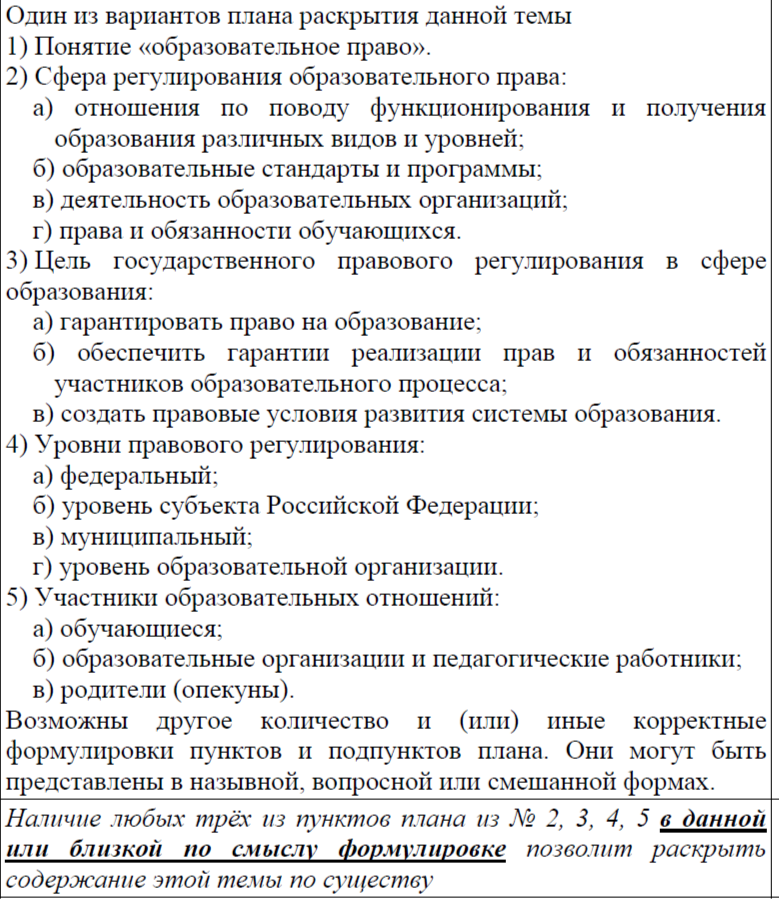 Один из вариантов плана раскрытия данной темы
1) Понятие «образовательное право».
2) Сфера регулирования образовательного права:
а) отношения по поводу функционирования и получения
образования различных видов и уровней;
б) образовательные стандарты и программы;
в) деятельность образовательных организаций;
г) права и обязанности обучающихся.
3) Цель государственного правового регулирования в сфере
образования:
а) гарантировать право на образование;
б) обеспечить гарантии реализации прав и обязанностей
участников образовательного процесса;
в) создать правовые условия развития системы образования.
4) Уровни правового регулирования:
а) федеральный;
б) уровень субъекта Российской Федерации;
в) муниципальный;
г) уровень образовательной организации.
5) Участники образовательных отношений:
а) обучающиеся;
б) образовательные организации и педагогические работники;
в) родители (опекуны).
Возможны другое количество и (или) иные корректные
формулировки пунктов и подпунктов плана. Они могут быть
представлены в назывной, вопросной или смешанной формах.
Наличие любых трёх из пунктов плана из № 2, 3, 4, 5 в данной
или близкой по смыслу формулировке позволит раскрыть
содержание этой темы по существу